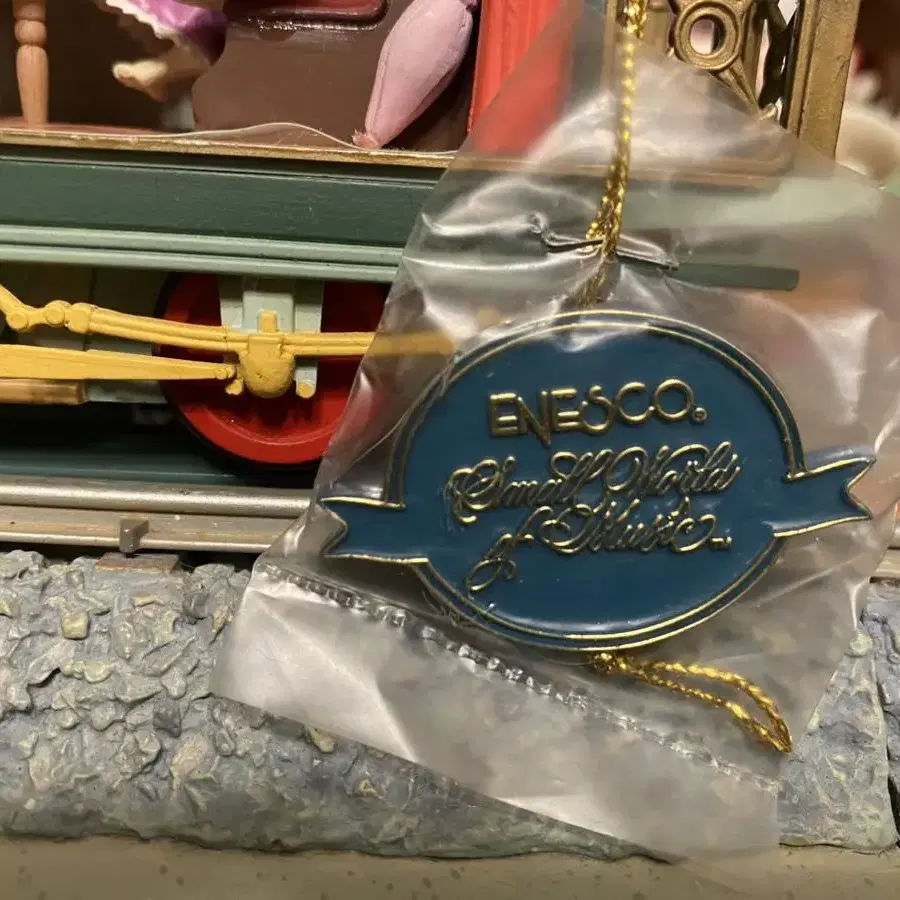 ENESCO®
Small World
of Music™